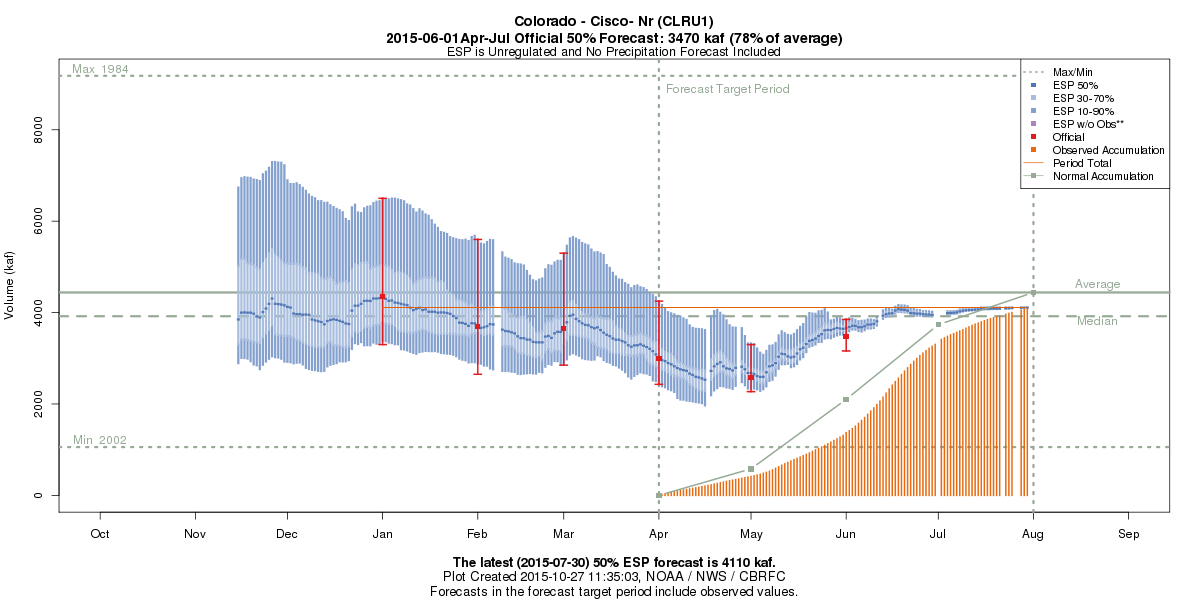 Colorado - Cisco- Nr (CLRU1)
2015-06-01Apr-Jul Official 50% Forecast: 3470 kaf (78% of average)
ESP is Unregulated and No Precipitation Forecast Included
Max 1984
Forecast Target Period
Max/Min
ESP 50%
ESP 30-70%
ESP 10-90%
ESP w/o Obs**
Official
Observed Accumulation
Period Total
Normal Accumulation
Average
Median
Min 2002
Volume (kaf)
8000
6000
4000
2000
0
Oct Nov Dec Jan Feb Mar Apr May Jun Jul Aug Sep
The latest (2015-07-30) 50% ESP forecast is 4110 kaf.
Plot Created 2015-10-27 11:35:03, NOAA / NWS / CBRFC
Forecasts in the forecast target period include observed values.